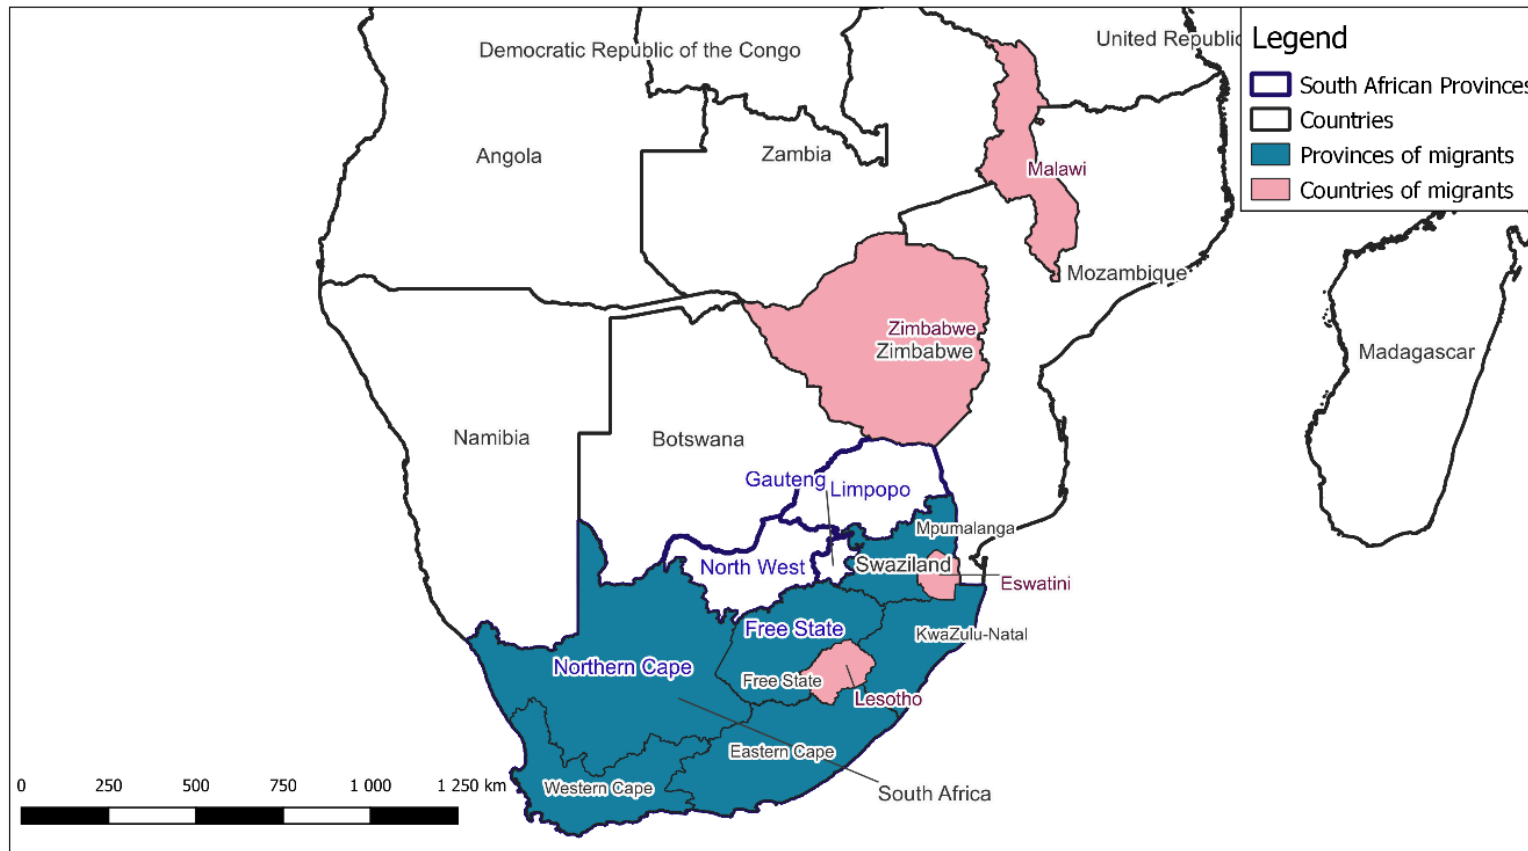 Democratic Republic of the Congo
United Republic
Legend
South African Provinces
Countries
Provinces of migrants
Countries of migrants
Angola
Zambia
Malawi
Mozambique
Zimbabwe
Zimbabwe
Madagascar
Namibia
Botswana
Gauteng
Limpopo
Mpumalanga
North West
Swaziland
Eswatini
Free State
KwaZulu-Natal
Northern Cape
Free State
Lesotho
Eastern Cape
Western Cape
South Africa
0 250 500 750 1 000 1 250 km